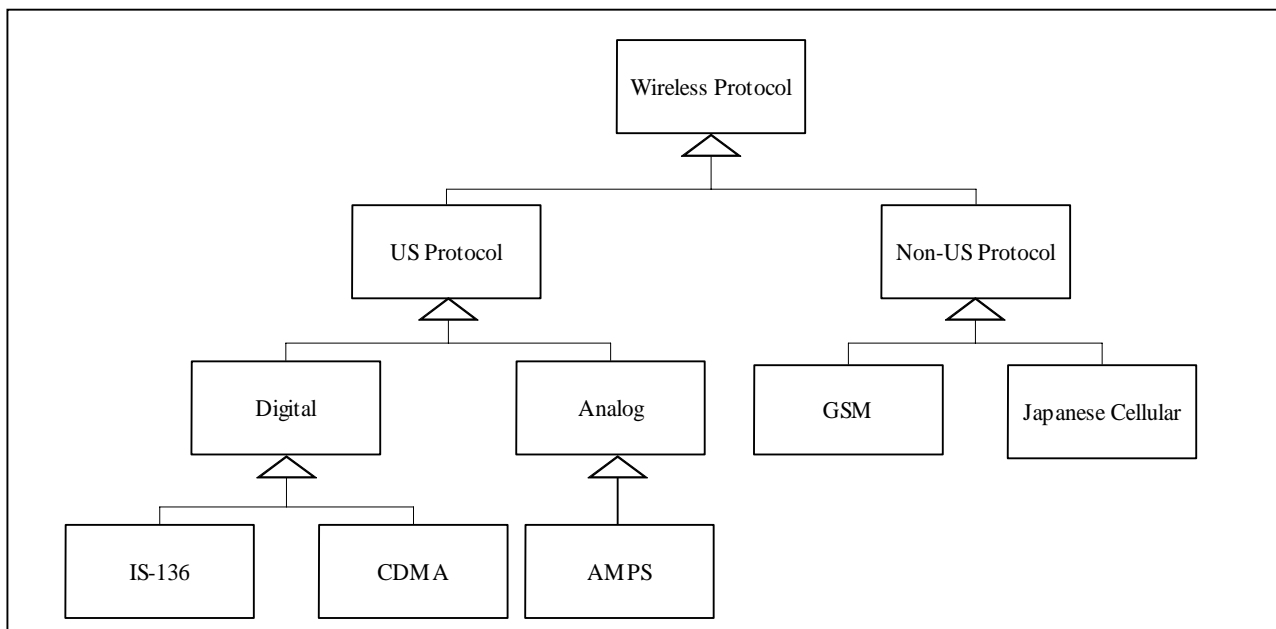 Wireless Protocol
US Protocol
Non-US Protocol
Digital
Analog
GSM
Japanese Cellular
IS-136
CDMA
AMPS